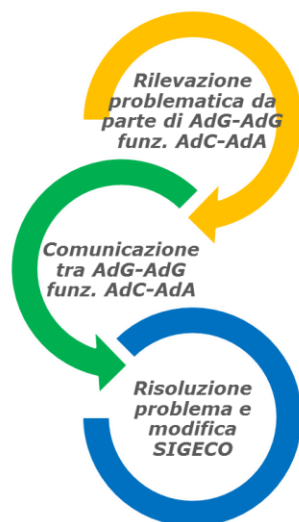 Rilevazione
problematica da
parte di AdG-AdG
funz. AdC-AdA
Comunicazione
tra AdG-AdG
funz. AdC-AdA
Risoluzione
problema e
modifica
SIGECO